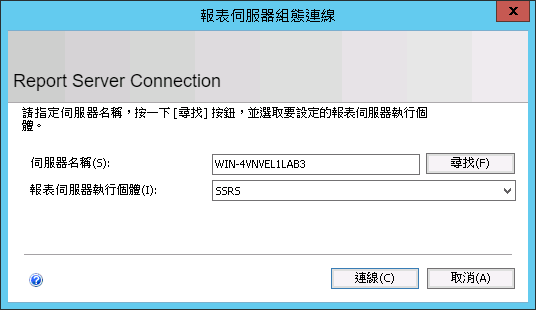 報表伺服器組態連線
x
Report Server Connection
請指定伺服器名稱，按一下 [尋找] 按鈕，並選取要設定的報表伺服器執行個
體。
伺服器名稱(S): WIN-4VNVEL1LAB3 尋找(F)
報表伺服器執行個體(I): SSRS
? 連線(C) 取消(A)